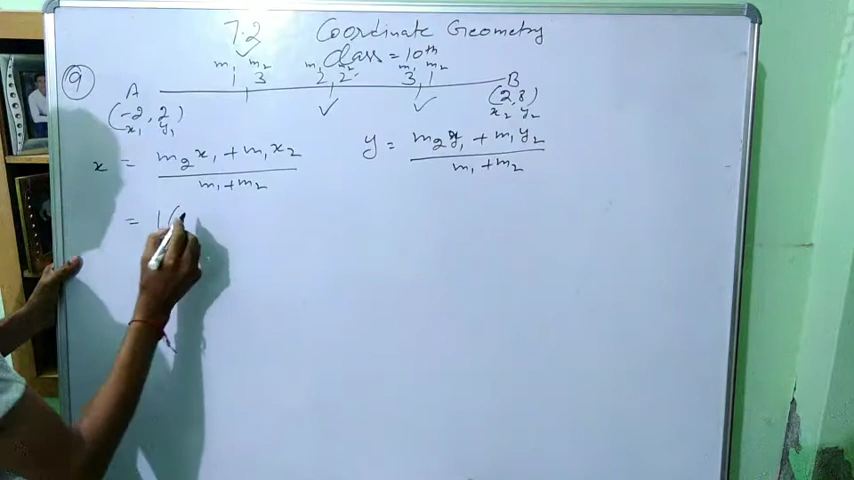 7.2 Coordinate Geometry
Class = 10th
9
m1 m2 m1 m2 m1 m2
1 3 2 2 3 1
A B
(-2, 2) (2, 8)
x1 y1 x2 y2
x = m2x1 + m1x2 / m1 + m2
y = m2y1 + m1y2 / m1 + m2
= 1(